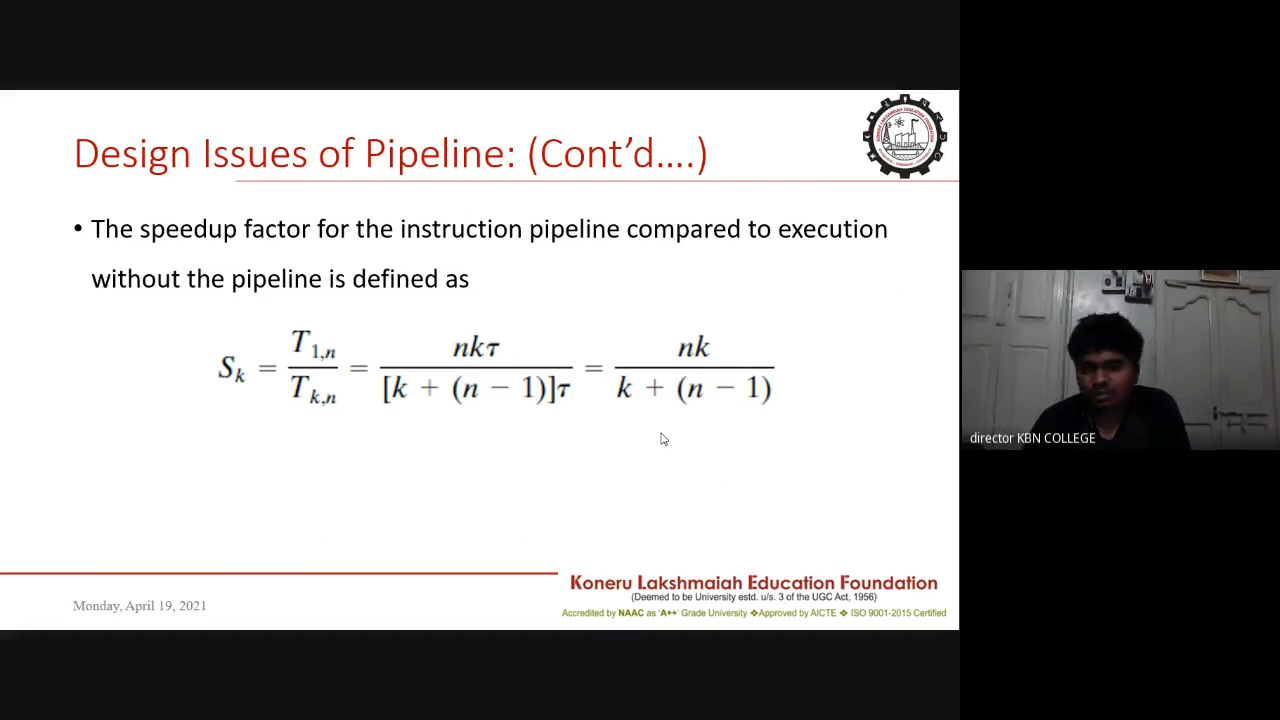 Design Issues of Pipeline: (Cont’d….)
• The speedup factor for the instruction pipeline compared to execution
without the pipeline is defined as
S_k = T_{1,n} / T_{k,n} = nkτ / [k + (n − 1)]τ = nk / k + (n − 1)
director KBN COLLEGE
Koneru Lakshmaiah Education Foundation
(Deemed to be University estd. u/s. 3 of the UGC Act, 1956)
Monday, April 19, 2021
Accredited by NAAC as ‘A++’ Grade University ❖Approved by AICTE ❖ ISO 9001-2015 Certified